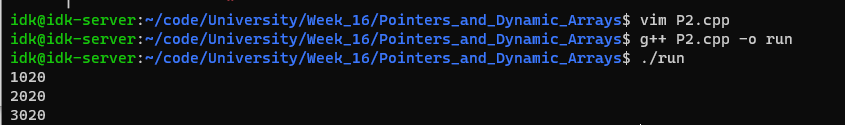 idk@idk-server:~/code/University/Week_16/Pointers_and_Dynamic_Arrays$ vim P2.cpp
idk@idk-server:~/code/University/Week_16/Pointers_and_Dynamic_Arrays$ g++ P2.cpp -o run
idk@idk-server:~/code/University/Week_16/Pointers_and_Dynamic_Arrays$ ./run
1020
2020
3020